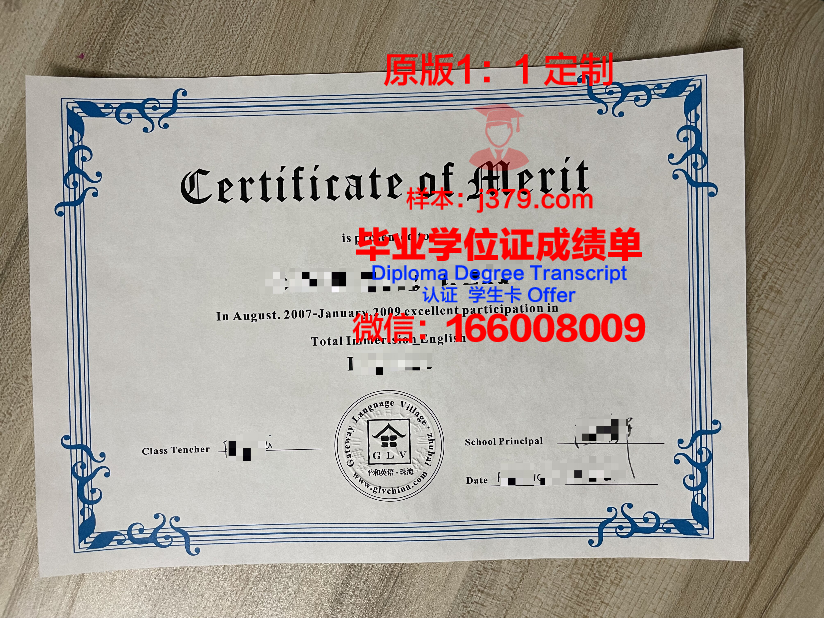 原版1：1 定制
Certificate of Merit
样本：j379.com
is presented to
毕业学位证成绩单
Diploma Degree Transcript
认证 学生卡 Offer
In August. 2007-January 2009 excellent participation in
微信：166008009
Total Immersion English
Gateway Language Village · zhuhai
GLV
www.glvchina.com
Class Tencher
School Principal
Date